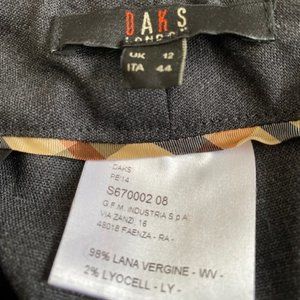 DAKS
LONDON
UK 12
ITA 44
DAKS
PE14
S670002 08
G.F.M. INDUSTRIA S.p.A.
VIA ZANZI, 16
48018 FAENZA - RA -
98% LANA VERGINE - WV -
2% LYOCELL - LY -